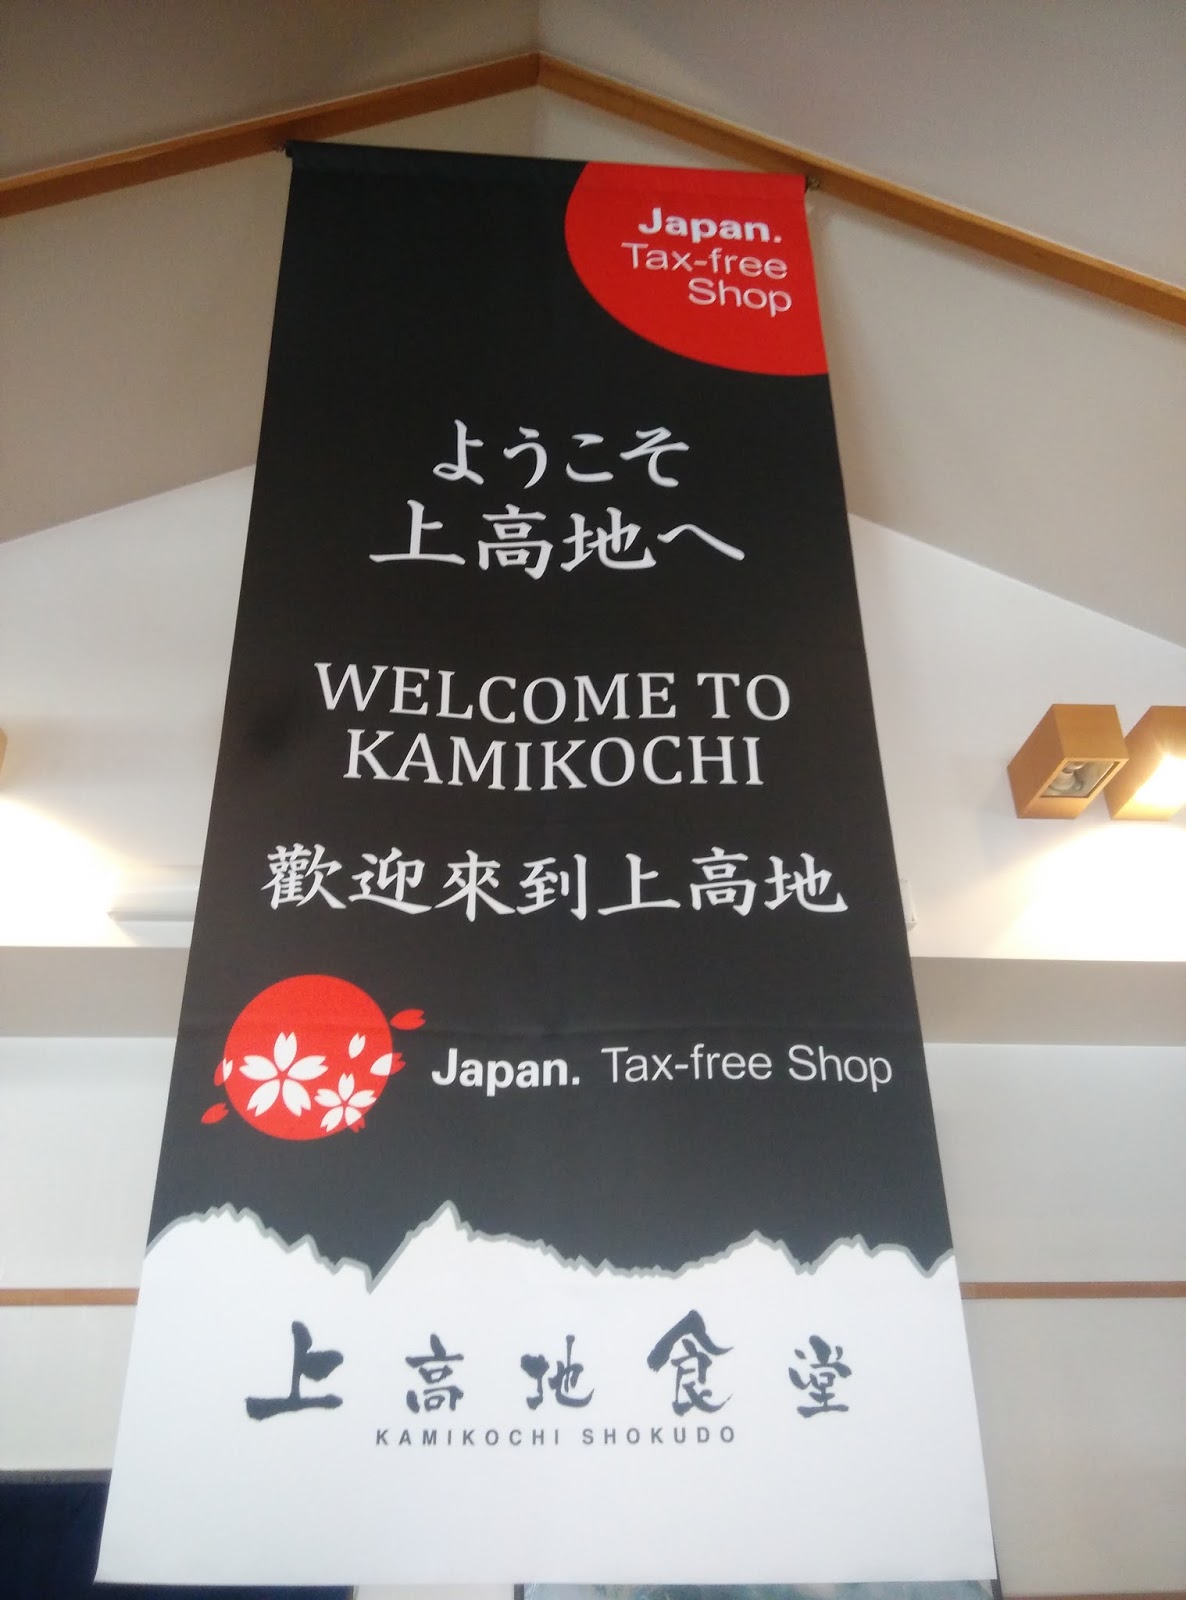 Japan.
Tax-free
Shop
ようこそ
上高地へ
WELCOME TO
KAMIKOCHI
歡迎來到上高地
Japan. Tax-free Shop
上高地食堂
KAMIKOCHI SHOKUDO